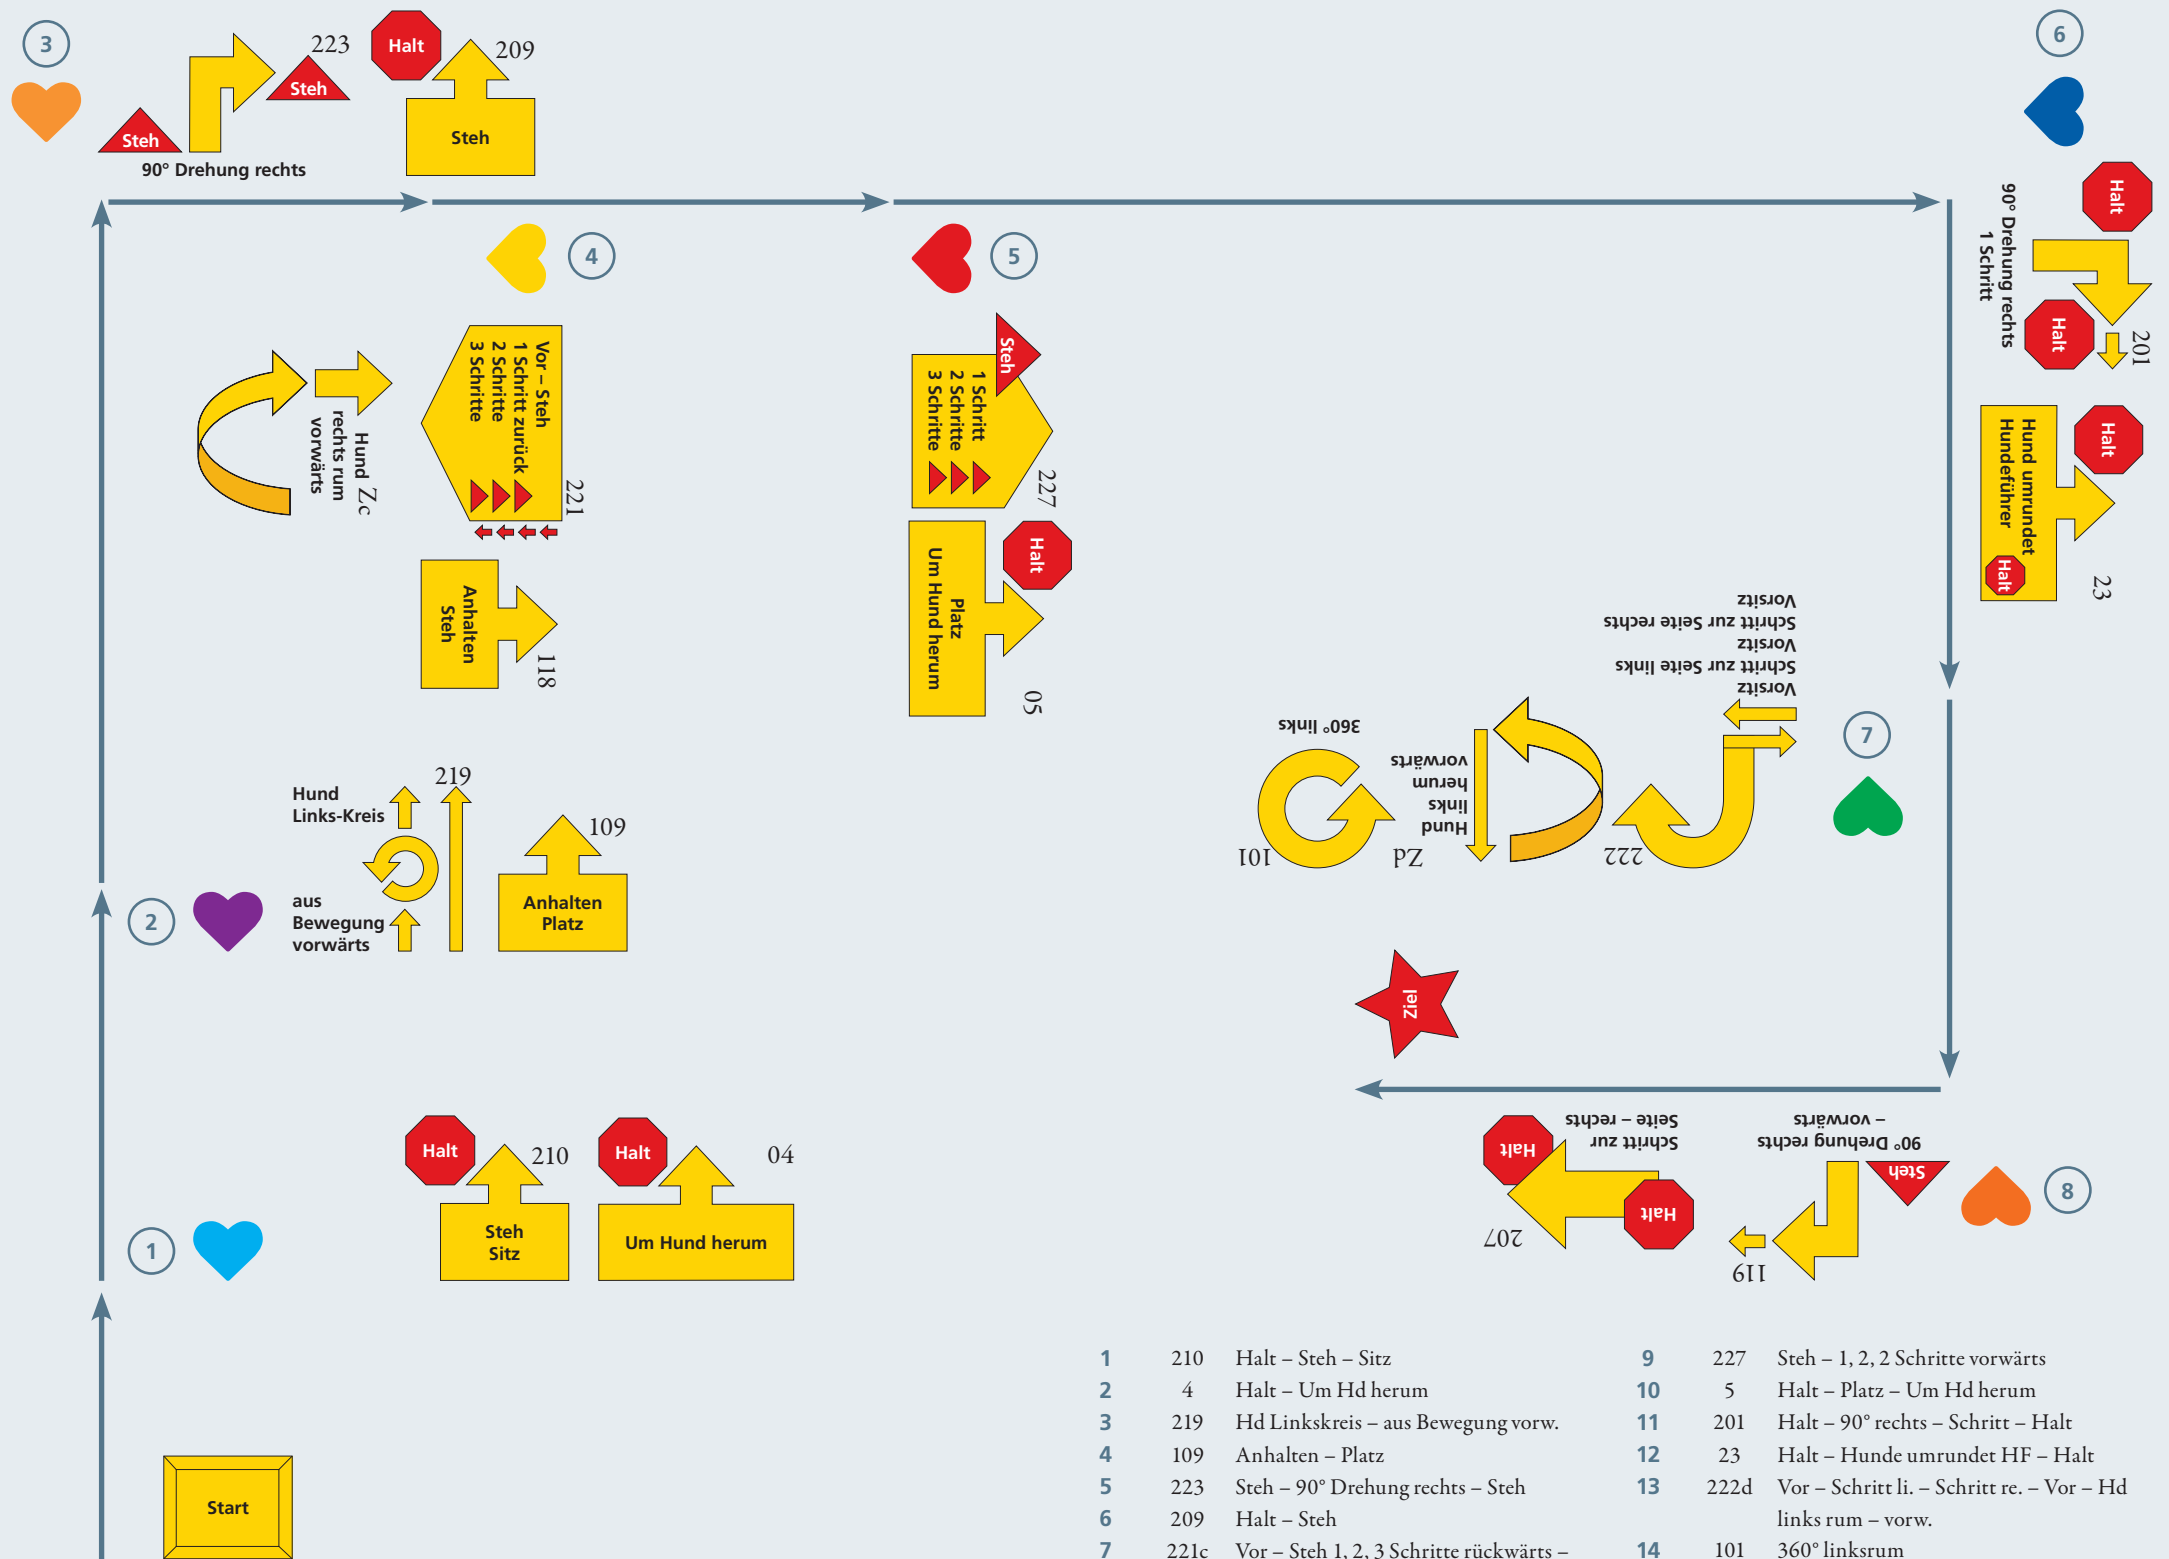 3
223
Steh
Steh
90° Drehung rechts
Halt
209
Steh
6
4
5
Halt
90° Drehung rechts
1 Schritt
Halt
201
Hund Zc
rechts rum
vorwärts
Vor – Steh
1 Schritt zurück
2 Schritte
3 Schritte
221
Anhalten
Steh
118
Steh
1 Schritt
2 Schritte
3 Schritte
227
Halt
Platz
Um Hund herum
05
Halt
Hund umrundet
Hundeführer
Halt
23
7
Vorsitz
Schritt zur Seite links
Vorsitz
Schritt zur Seite rechts
Vorsitz
222
Hund
links
herum
vorwärts
Zd
360° links
101
Hund
Links-Kreis
219
aus
Bewegung
vorwärts
109
Anhalten
Platz
2
Ziel
8
Steh
90° Drehung rechts
– vorwärts
119
Schritt zur
Seite – rechts
Halt
Halt
207
1
Halt
210
Steh
Sitz
Halt
04
Um Hund herum
Start
1 210 Halt – Steh – Sitz
2 4 Halt – Um Hd herum
3 219 Hd Linkskreis – aus Bewegung vorw.
4 109 Anhalten – Platz
5 223 Steh – 90° Drehung rechts – Steh
6 209 Halt – Steh
7 221c Vor – Steh 1, 2, 3 Schritte rückwärts –
9 227 Steh – 1, 2, 2 Schritte vorwärts
10 5 Halt – Platz – Um Hd herum
11 201 Halt – 90° rechts – Schritt – Halt
12 23 Halt – Hunde umrundet HF – Halt
13 222d Vor – Schritt li. – Schritt re. – Vor – Hd
links rum – vorw.
14 101 360° linksrum